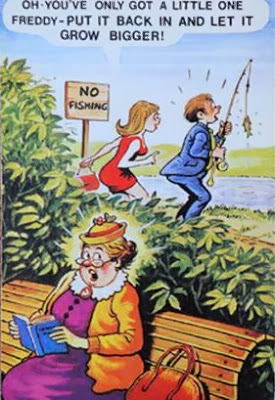 OH-YOU'VE ONLY GOT A LITTLE ONE
FREDDY-PUT IT BACK IN AND LET IT
GROW BIGGER!
NO
FISHING